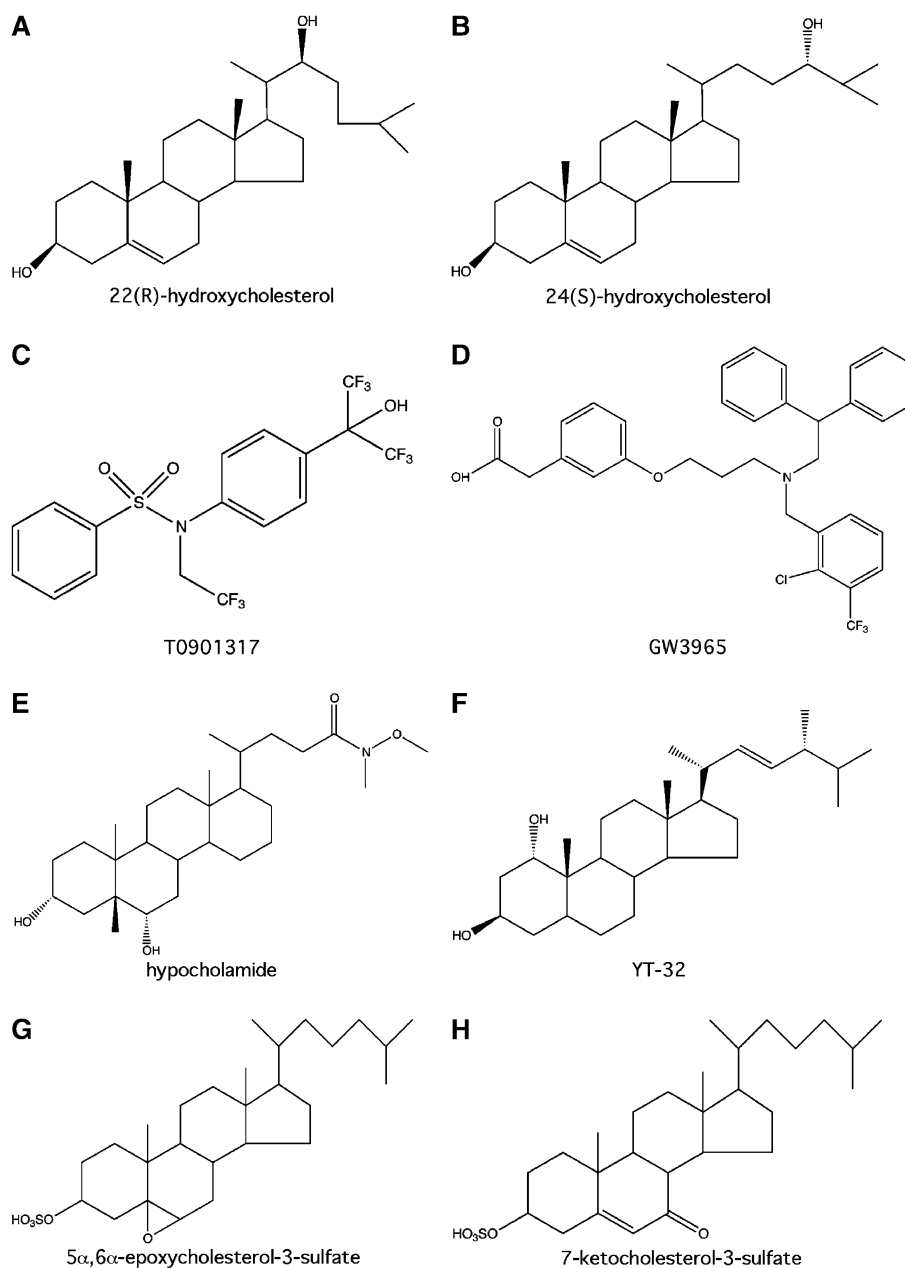 A
OH
HO
22(R)-hydroxycholesterol
B
OH
HO
24(S)-hydroxycholesterol
C
CF3
OH
CF3
O
O
S
N
CF3
T0901317
D
O
OH
O
N
Cl
CF3
GW3965
E
O
N
O
HO
OH
hypocholamide
F
OH
HO
YT-32
G
HO3SO
O
5α,6α-epoxycholesterol-3-sulfate
H
HO3SO
O
7-ketocholesterol-3-sulfate